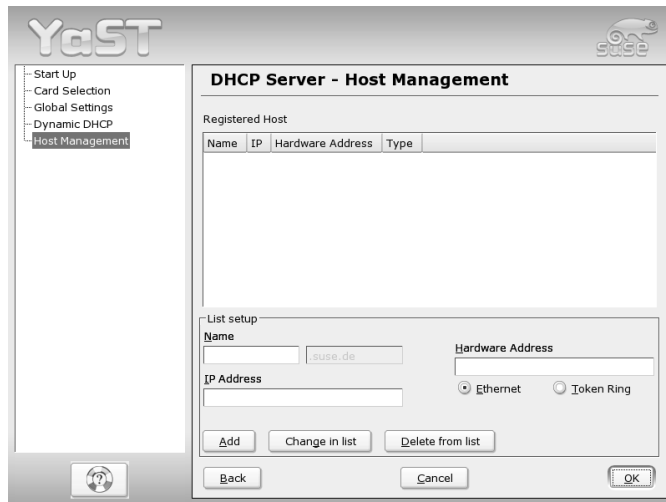 YaST
suse
Start Up
Card Selection
Global Settings
Dynamic DHCP
Host Management
DHCP Server - Host Management
Registered Host
Name IP Hardware Address Type
List setup
Name
.suse.de
IP Address
Hardware Address
Ethernet Token Ring
Add Change in list Delete from list
Back Cancel OK